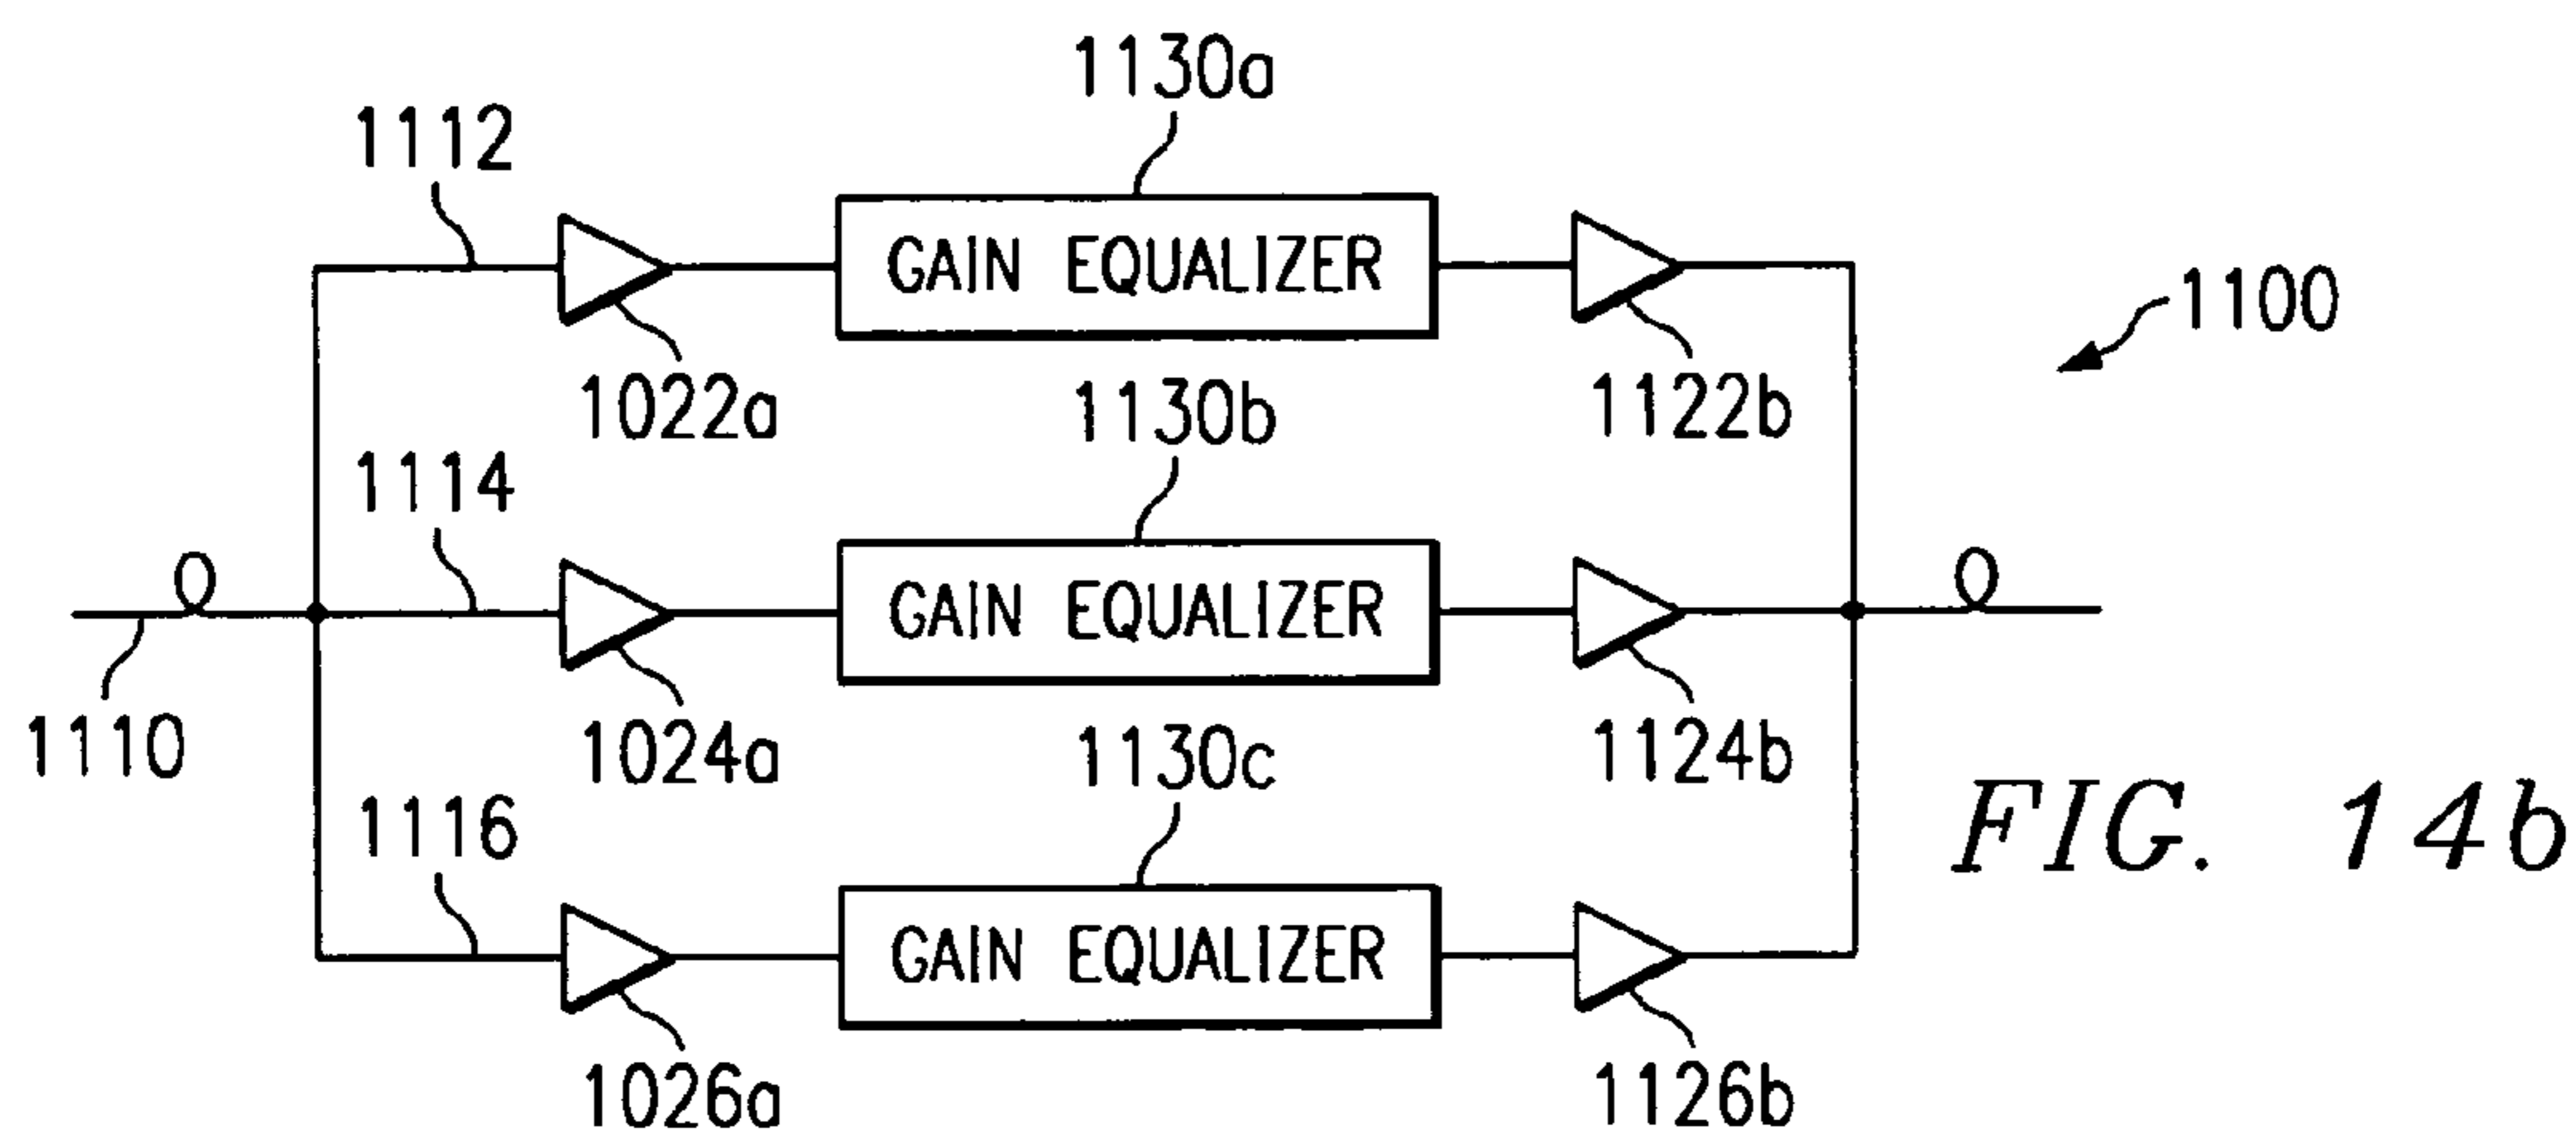 1130a
1112
GAIN EQUALIZER
1100
1022a
1122b
1130b
1114
GAIN EQUALIZER
1110
1024a
1124b
1130c
1116
FIG. 14b
GAIN EQUALIZER
1026a
1126b